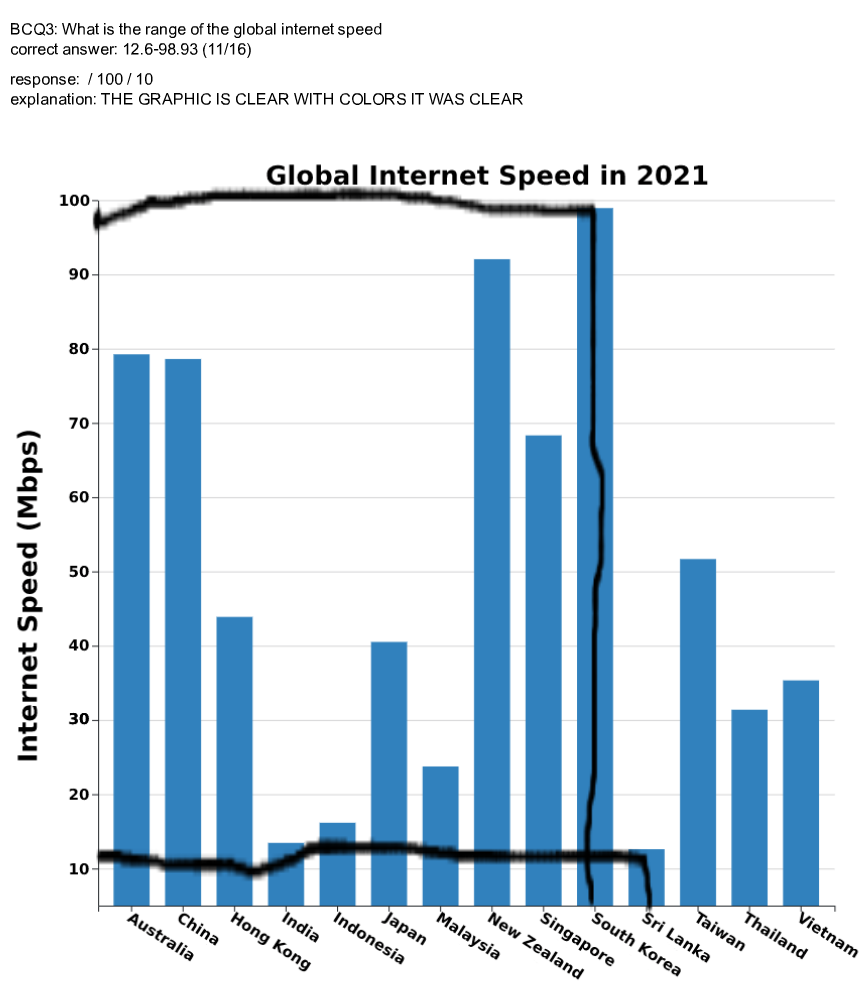 BCQ3: What is the range of the global internet speed
correct answer: 12.6-98.93 (11/16)
response:  / 100 / 10
explanation: THE GRAPHIC IS CLEAR WITH COLORS IT WAS CLEAR
Global Internet Speed in 2021
Internet Speed (Mbps)
100
90
80
70
60
50
40
30
20
10
Australia
China
Hong Kong
India
Indonesia
Japan
Malaysia
New Zealand
Singapore
South Korea
Sri Lanka
Taiwan
Thailand
Vietnam